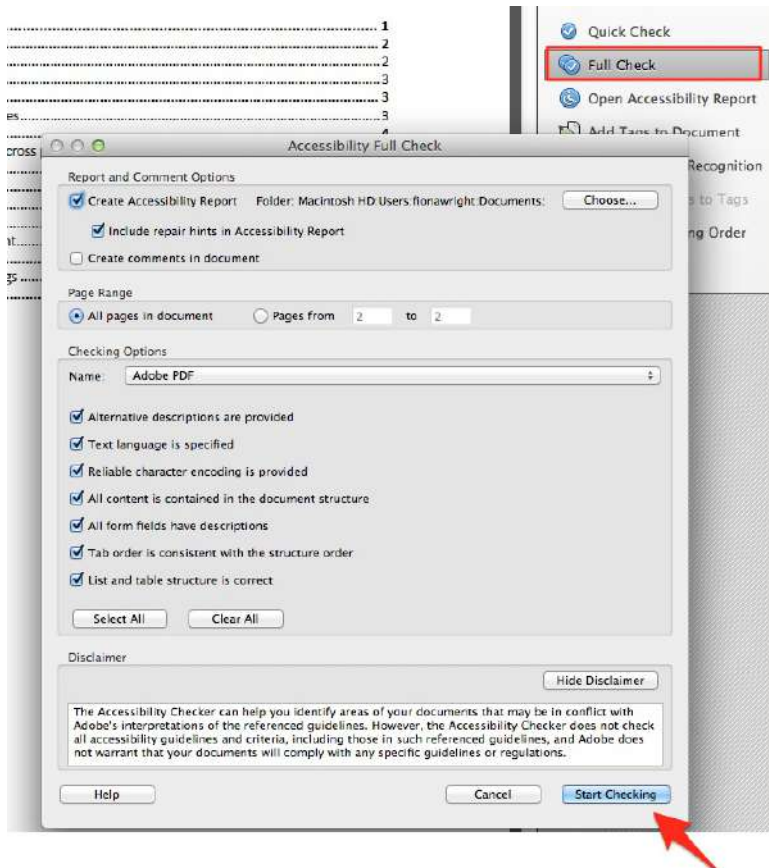 1
2
2
3
3
es 3
4
cross
nt
gs
Quick Check
Full Check
Open Accessibility Report
Add Tags to Document
Recognition
s to Tags
ng Order
Accessibility Full Check
Report and Comment Options
Create Accessibility Report Folder: Macintosh HD:Users:fionawright:Documents: Choose...
Include repair hints in Accessibility Report
Create comments in document
Page Range
All pages in document Pages from 2 to 2
Checking Options
Name: Adobe PDF
Alternative descriptions are provided
Text language is specified
Reliable character encoding is provided
All content is contained in the document structure
All form fields have descriptions
Tab order is consistent with the structure order
List and table structure is correct
Select All Clear All
Disclaimer
Hide Disclaimer
The Accessibility Checker can help you identify areas of your documents that may be in conflict with
Adobe's interpretations of the referenced guidelines. However, the Accessibility Checker does not check
all accessibility guidelines and criteria, including those in such referenced guidelines, and Adobe does
not warrant that your documents will comply with any specific guidelines or regulations.
Help Cancel Start Checking